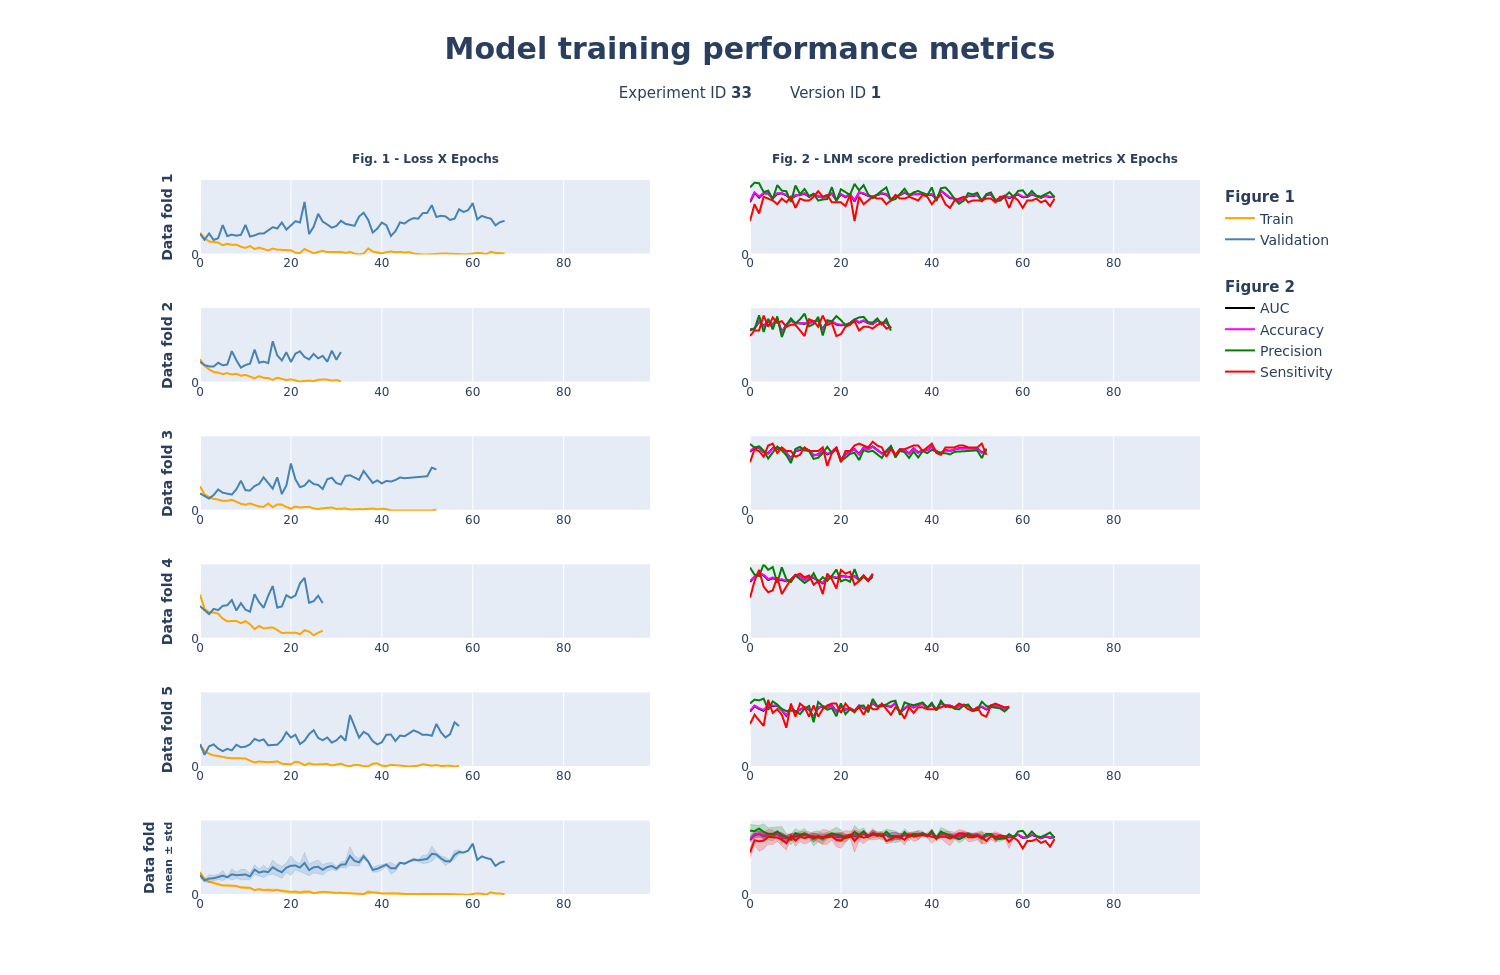 Model training performance metrics
Experiment ID 33 Version ID 1
Fig. 1 - Loss X Epochs
Fig. 2 - LNM score prediction performance metrics X Epochs
Data fold 1
0
0 20 40 60 80
0
0 20 40 60 80
Figure 1
Train
Validation
Figure 2
AUC
Accuracy
Precision
Sensitivity
Data fold 2
0
0 20 40 60 80
0
0 20 40 60 80
Data fold 3
0
0 20 40 60 80
0
0 20 40 60 80
Data fold 4
0
0 20 40 60 80
0
0 20 40 60 80
Data fold 5
0
0 20 40 60 80
0
0 20 40 60 80
Data fold
mean ± std
0
0 20 40 60 80
0
0 20 40 60 80